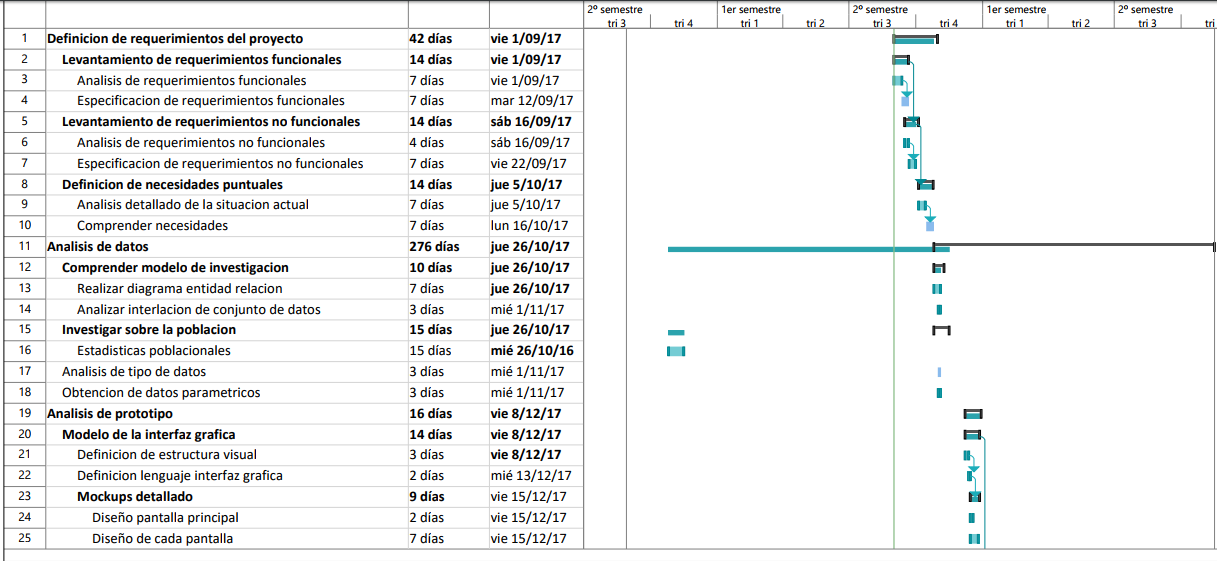 2º semestre 1er semestre 2º semestre 1er semestre 2º semestre
tri 3 tri 4 tri 1 tri 2 tri 3 tri 4 tri 1 tri 2 tri 3 tri
1 Definicion de requerimientos del proyecto 42 días vie 1/09/17
2 Levantamiento de requerimientos funcionales 14 días vie 1/09/17
3 Analisis de requerimientos funcionales 7 días vie 1/09/17
4 Especificacion de requerimientos funcionales 7 días mar 12/09/17
5 Levantamiento de requerimientos no funcionales 14 días sáb 16/09/17
6 Analisis de requerimientos no funcionales 4 días sáb 16/09/17
7 Especificacion de requerimientos no funcionales 7 días vie 22/09/17
8 Definicion de necesidades puntuales 14 días jue 5/10/17
9 Analisis detallado de la situacion actual 7 días jue 5/10/17
10 Comprender necesidades 7 días lun 16/10/17
11 Analisis de datos 276 días jue 26/10/17
12 Comprender modelo de investigacion 10 días jue 26/10/17
13 Realizar diagrama entidad relacion 7 días jue 26/10/17
14 Analizar interlacion de conjunto de datos 3 días mié 1/11/17
15 Investigar sobre la poblacion 15 días jue 26/10/17
16 Estadisticas poblacionales 15 días mié 26/10/16
17 Analisis de tipo de datos 3 días mié 1/11/17
18 Obtencion de datos parametricos 3 días mié 1/11/17
19 Analisis de prototipo 16 días vie 8/12/17
20 Modelo de la interfaz grafica 14 días vie 8/12/17
21 Definicion de estructura visual 3 días vie 8/12/17
22 Definicion lenguaje interfaz grafica 2 días mié 13/12/17
23 Mockups detallado 9 días vie 15/12/17
24 Diseño pantalla principal 2 días vie 15/12/17
25 Diseño de cada pantalla 7 días vie 15/12/17